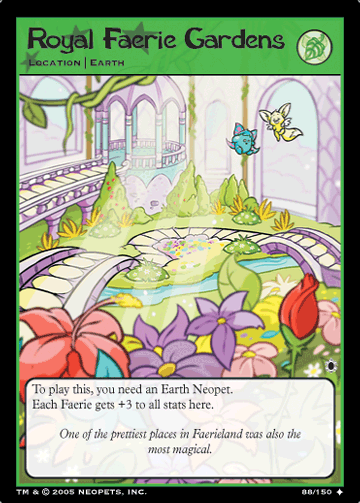 Royal Faerie Gardens
Location | Earth
To play this, you need an Earth Neopet.
Each Faerie gets +3 to all stats here.
One of the prettiest places in Faerieland was also the
most magical.
TM & © 2005 NEOPETS, INC.
88/150 ♦